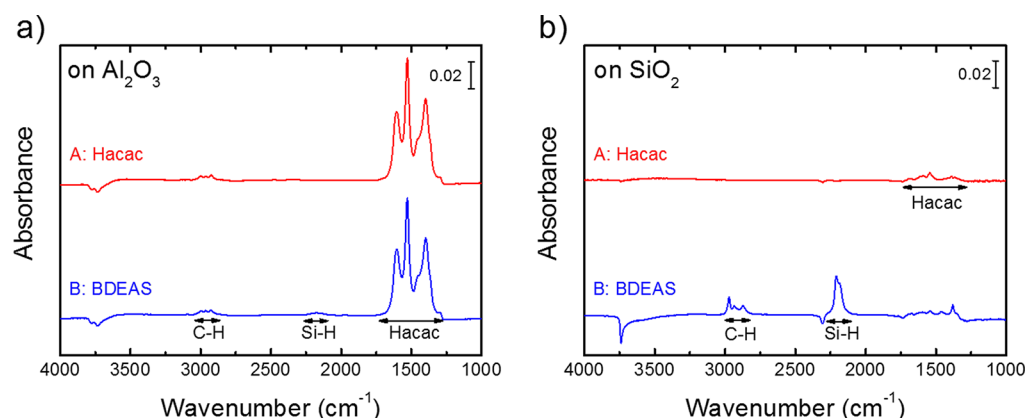 a)
on Al₂O₃
0.02
A: Hacac
B: BDEAS
C-H
Si-H
Hacac
Absorbance
4000 3500 3000 2500 2000 1500 1000
Wavenumber (cm⁻¹)
b)
on SiO₂
0.02
A: Hacac
Hacac
B: BDEAS
C-H
Si-H
Absorbance
4000 3500 3000 2500 2000 1500 1000
Wavenumber (cm⁻¹)